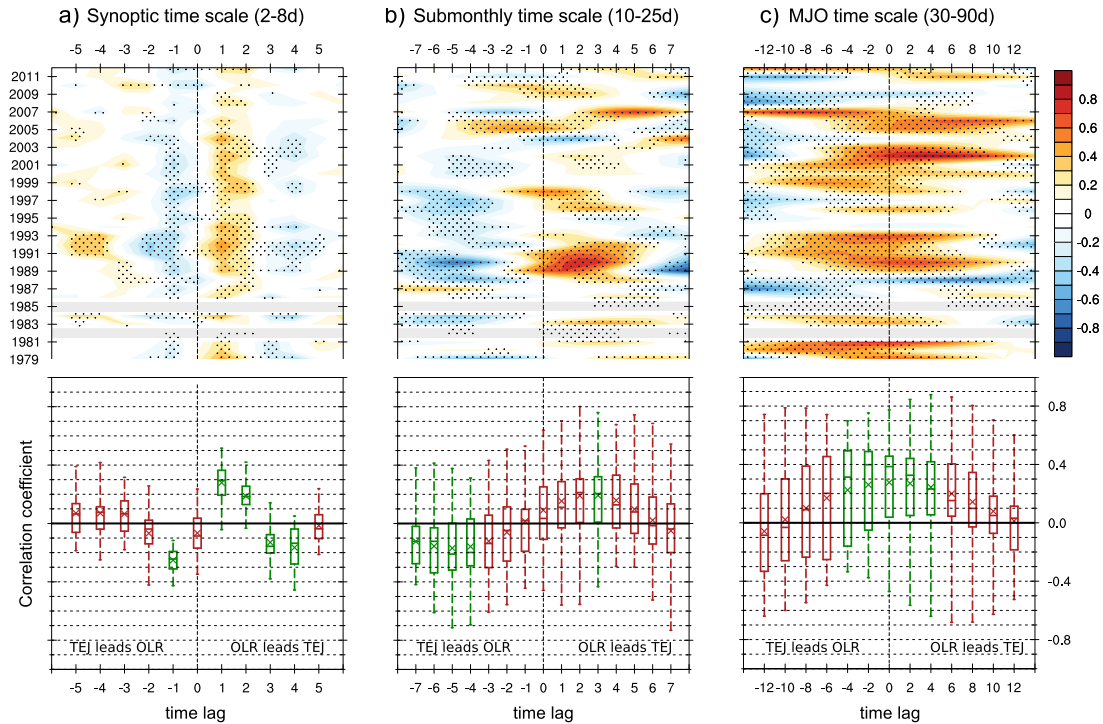 a) Synoptic time scale (2-8d)
b) Submonthly time scale (10-25d)
c) MJO time scale (30-90d)
-5 -4 -3 -2 -1 0 1 2 3 4 5
-7 -6 -5 -4 -3 -2 -1 0 1 2 3 4 5 6 7
-12 -10 -8 -6 -4 -2 0 2 4 6 8 10 12
2011
2009
2007
2005
2003
2001
1999
1997
1995
1993
1991
1989
1987
1985
1983
1981
1979
0.8
0.6
0.4
0.2
0
-0.2
-0.4
-0.6
-0.8
Correlation coefficient
0.8
0.4
0.0
-0.4
-0.8
TEJ leads OLR OLR leads TEJ
TEJ leads OLR OLR leads TEJ
TEJ leads OLR OLR leads TEJ
-5 -4 -3 -2 -1 0 1 2 3 4 5
-7 -6 -5 -4 -3 -2 -1 0 1 2 3 4 5 6 7
-12 -10 -8 -6 -4 -2 0 2 4 6 8 10 12
time lag
time lag
time lag